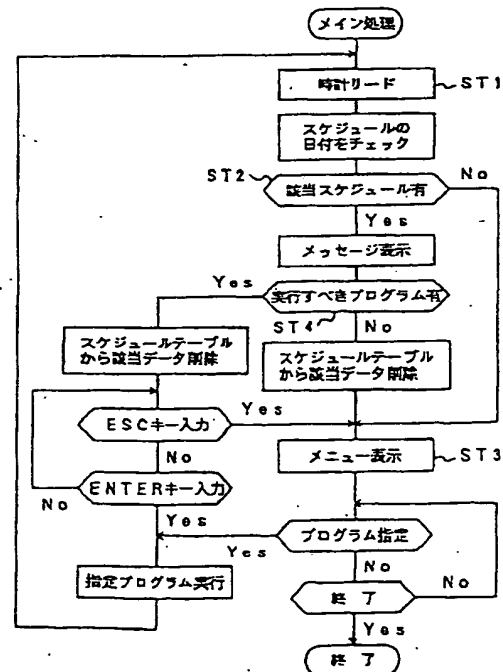 メイン処理
時計リード
ST1
スケジュールの
日付をチェック
ST2
該当スケジュール有
No
Yes
メッセージ表示
Yes
実行すべきプログラム有
ST4
No
スケジュールテーブル
から該当データ削除
スケジュールテーブル
から該当データ削除
ESCキー入力
Yes
No
メニュー表示
ST3
ENTERキー入力
No
Yes
プログラム指定
Yes
No
指定プログラム実行
終了
No
Yes
終了